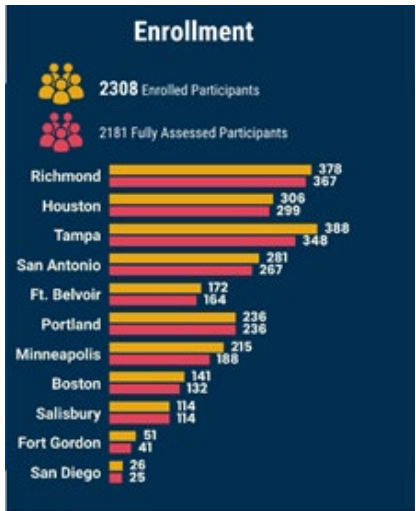 Enrollment
2308 Enrolled Participants
2181 Fully Assessed Participants
Richmond 378
367
Houston 306
299
Tampa 388
348
San Antonio 281
267
Ft. Belvoir 172
164
Portland 236
236
Minneapolis 215
188
Boston 141
132
Salisbury 114
114
Fort Gordon 51
41
San Diego 26
25